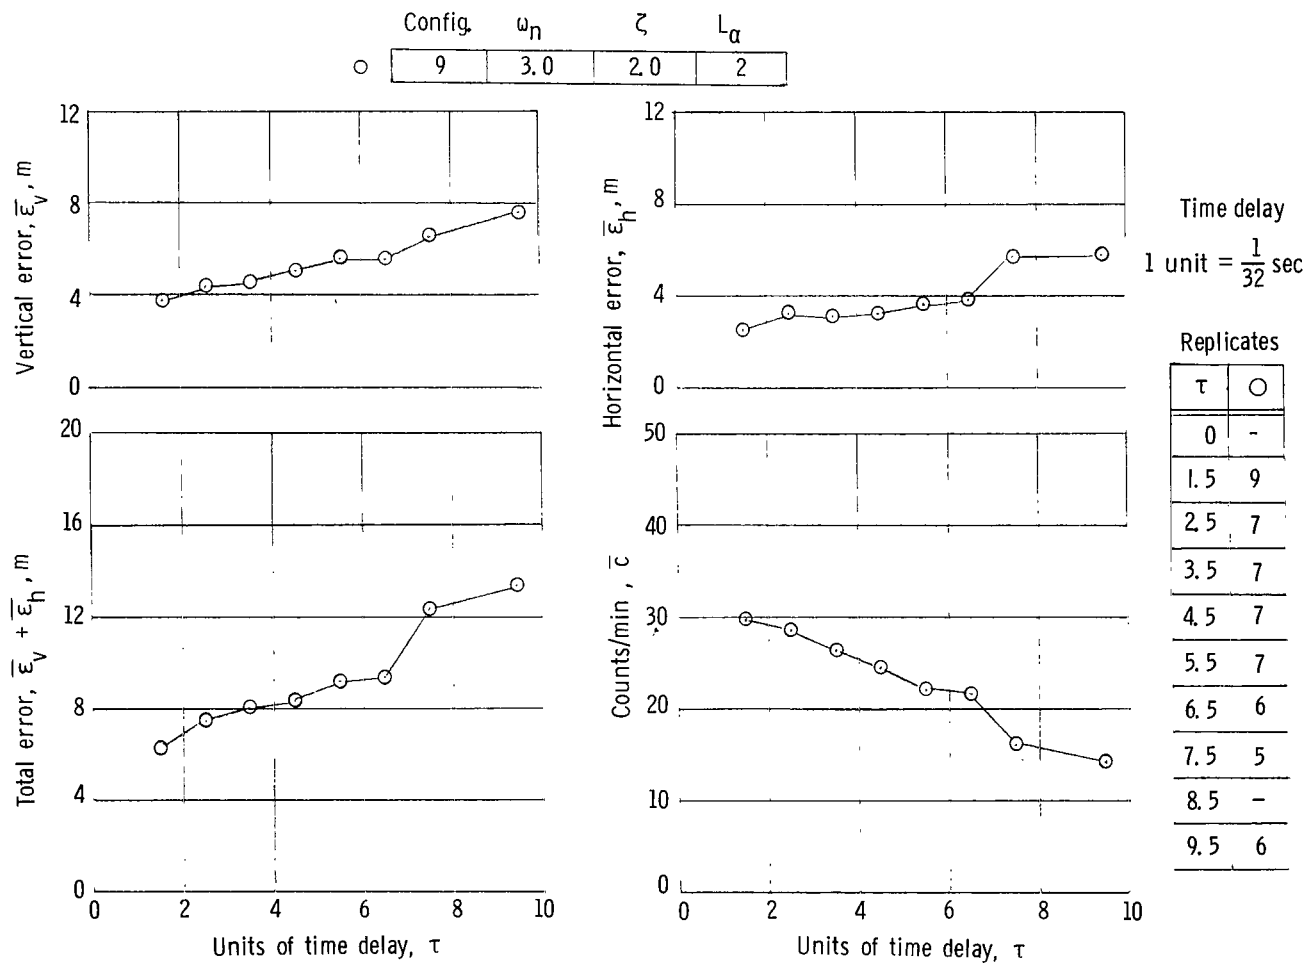 Config. ωn ζ Lα
9 3.0 2.0 2
12
8
4
0
Vertical error, ε̅v, m
12
8
4
0
Horizontal error, ε̅h, m
Time delay
1 unit = 1/32 sec
Replicates
τ ○
0 -
1.5 9
2.5 7
3.5 7
4.5 7
5.5 7
6.5 6
7.5 5
8.5 -
9.5 6
20
16
12
8
4
0
Total error, ε̅v + ε̅h, m
0 2 4 6 8 10
Units of time delay, τ
50
40
30
20
10
0
Counts/min, c̅
0 2 4 6 8 10
Units of time delay, τ